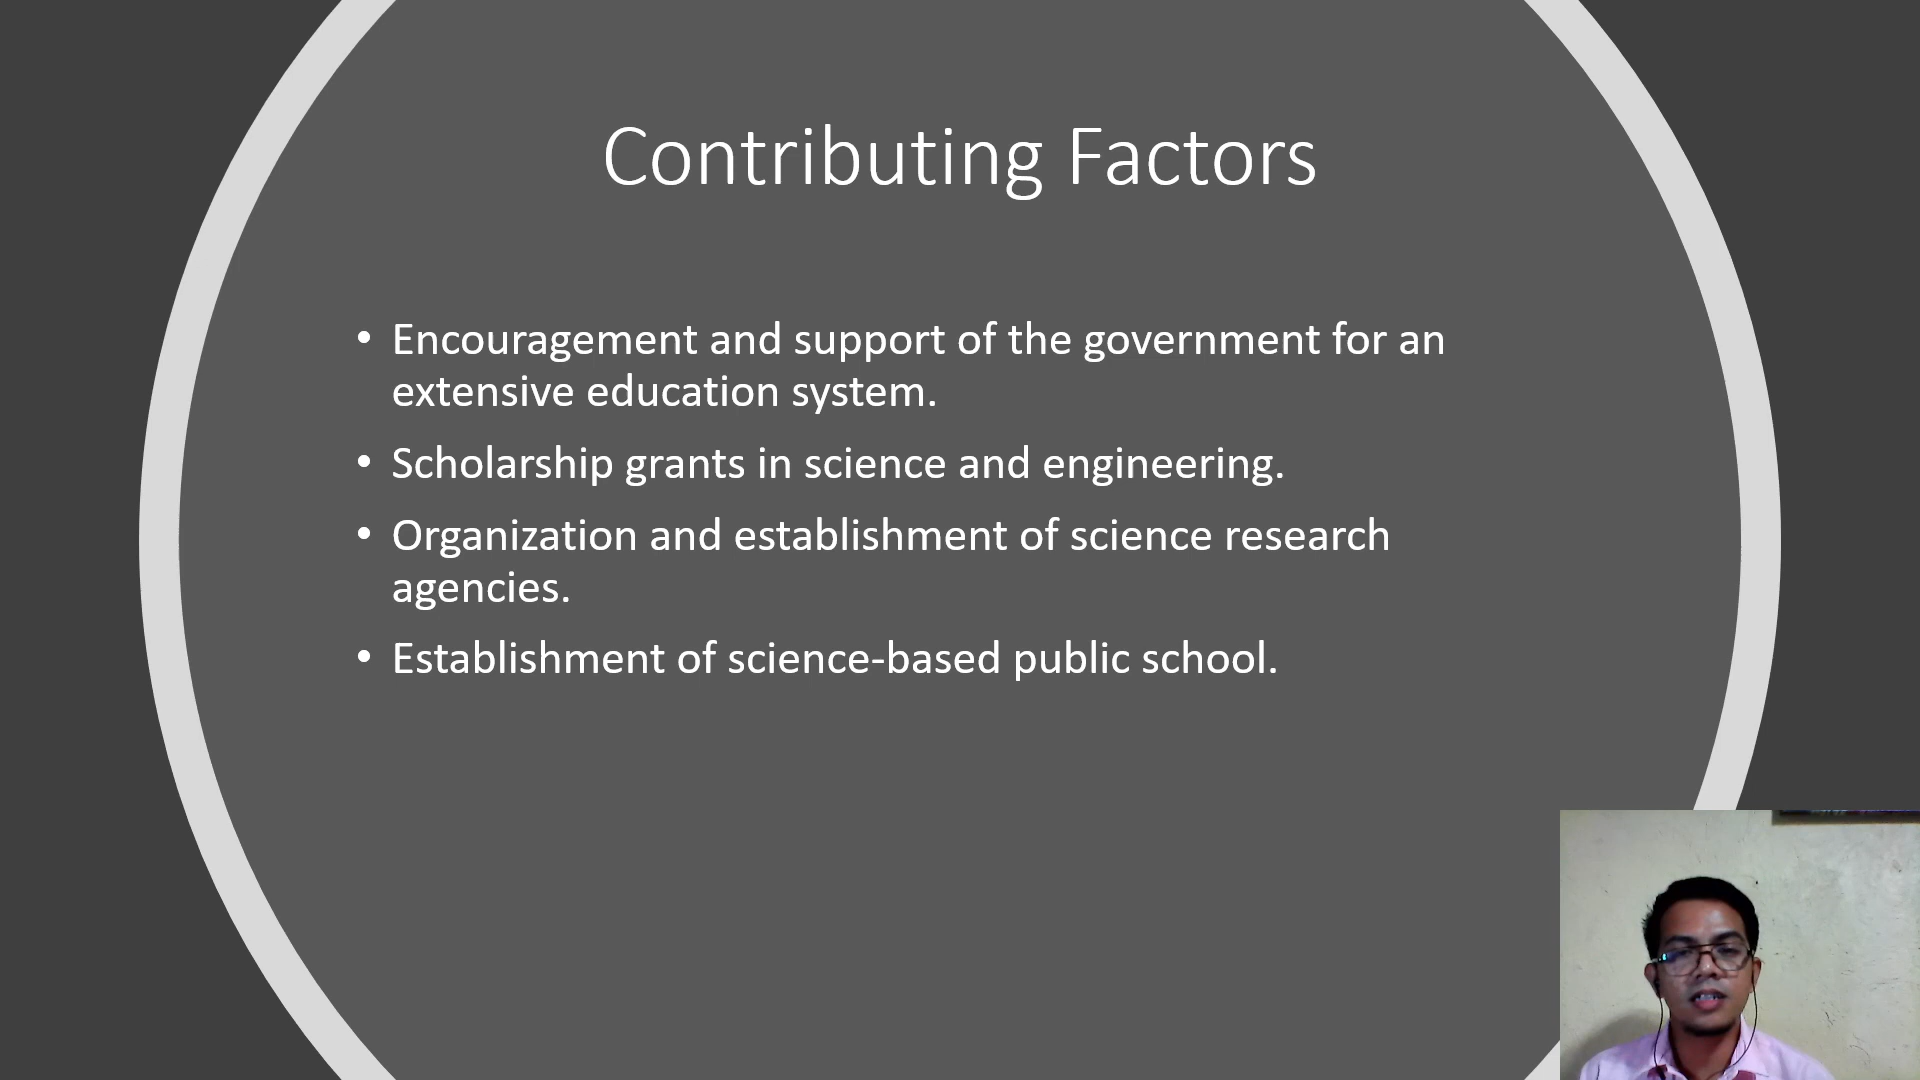 Contributing Factors
• Encouragement and support of the government for an
extensive education system.
• Scholarship grants in science and engineering.
• Organization and establishment of science research
agencies.
• Establishment of science-based public school.